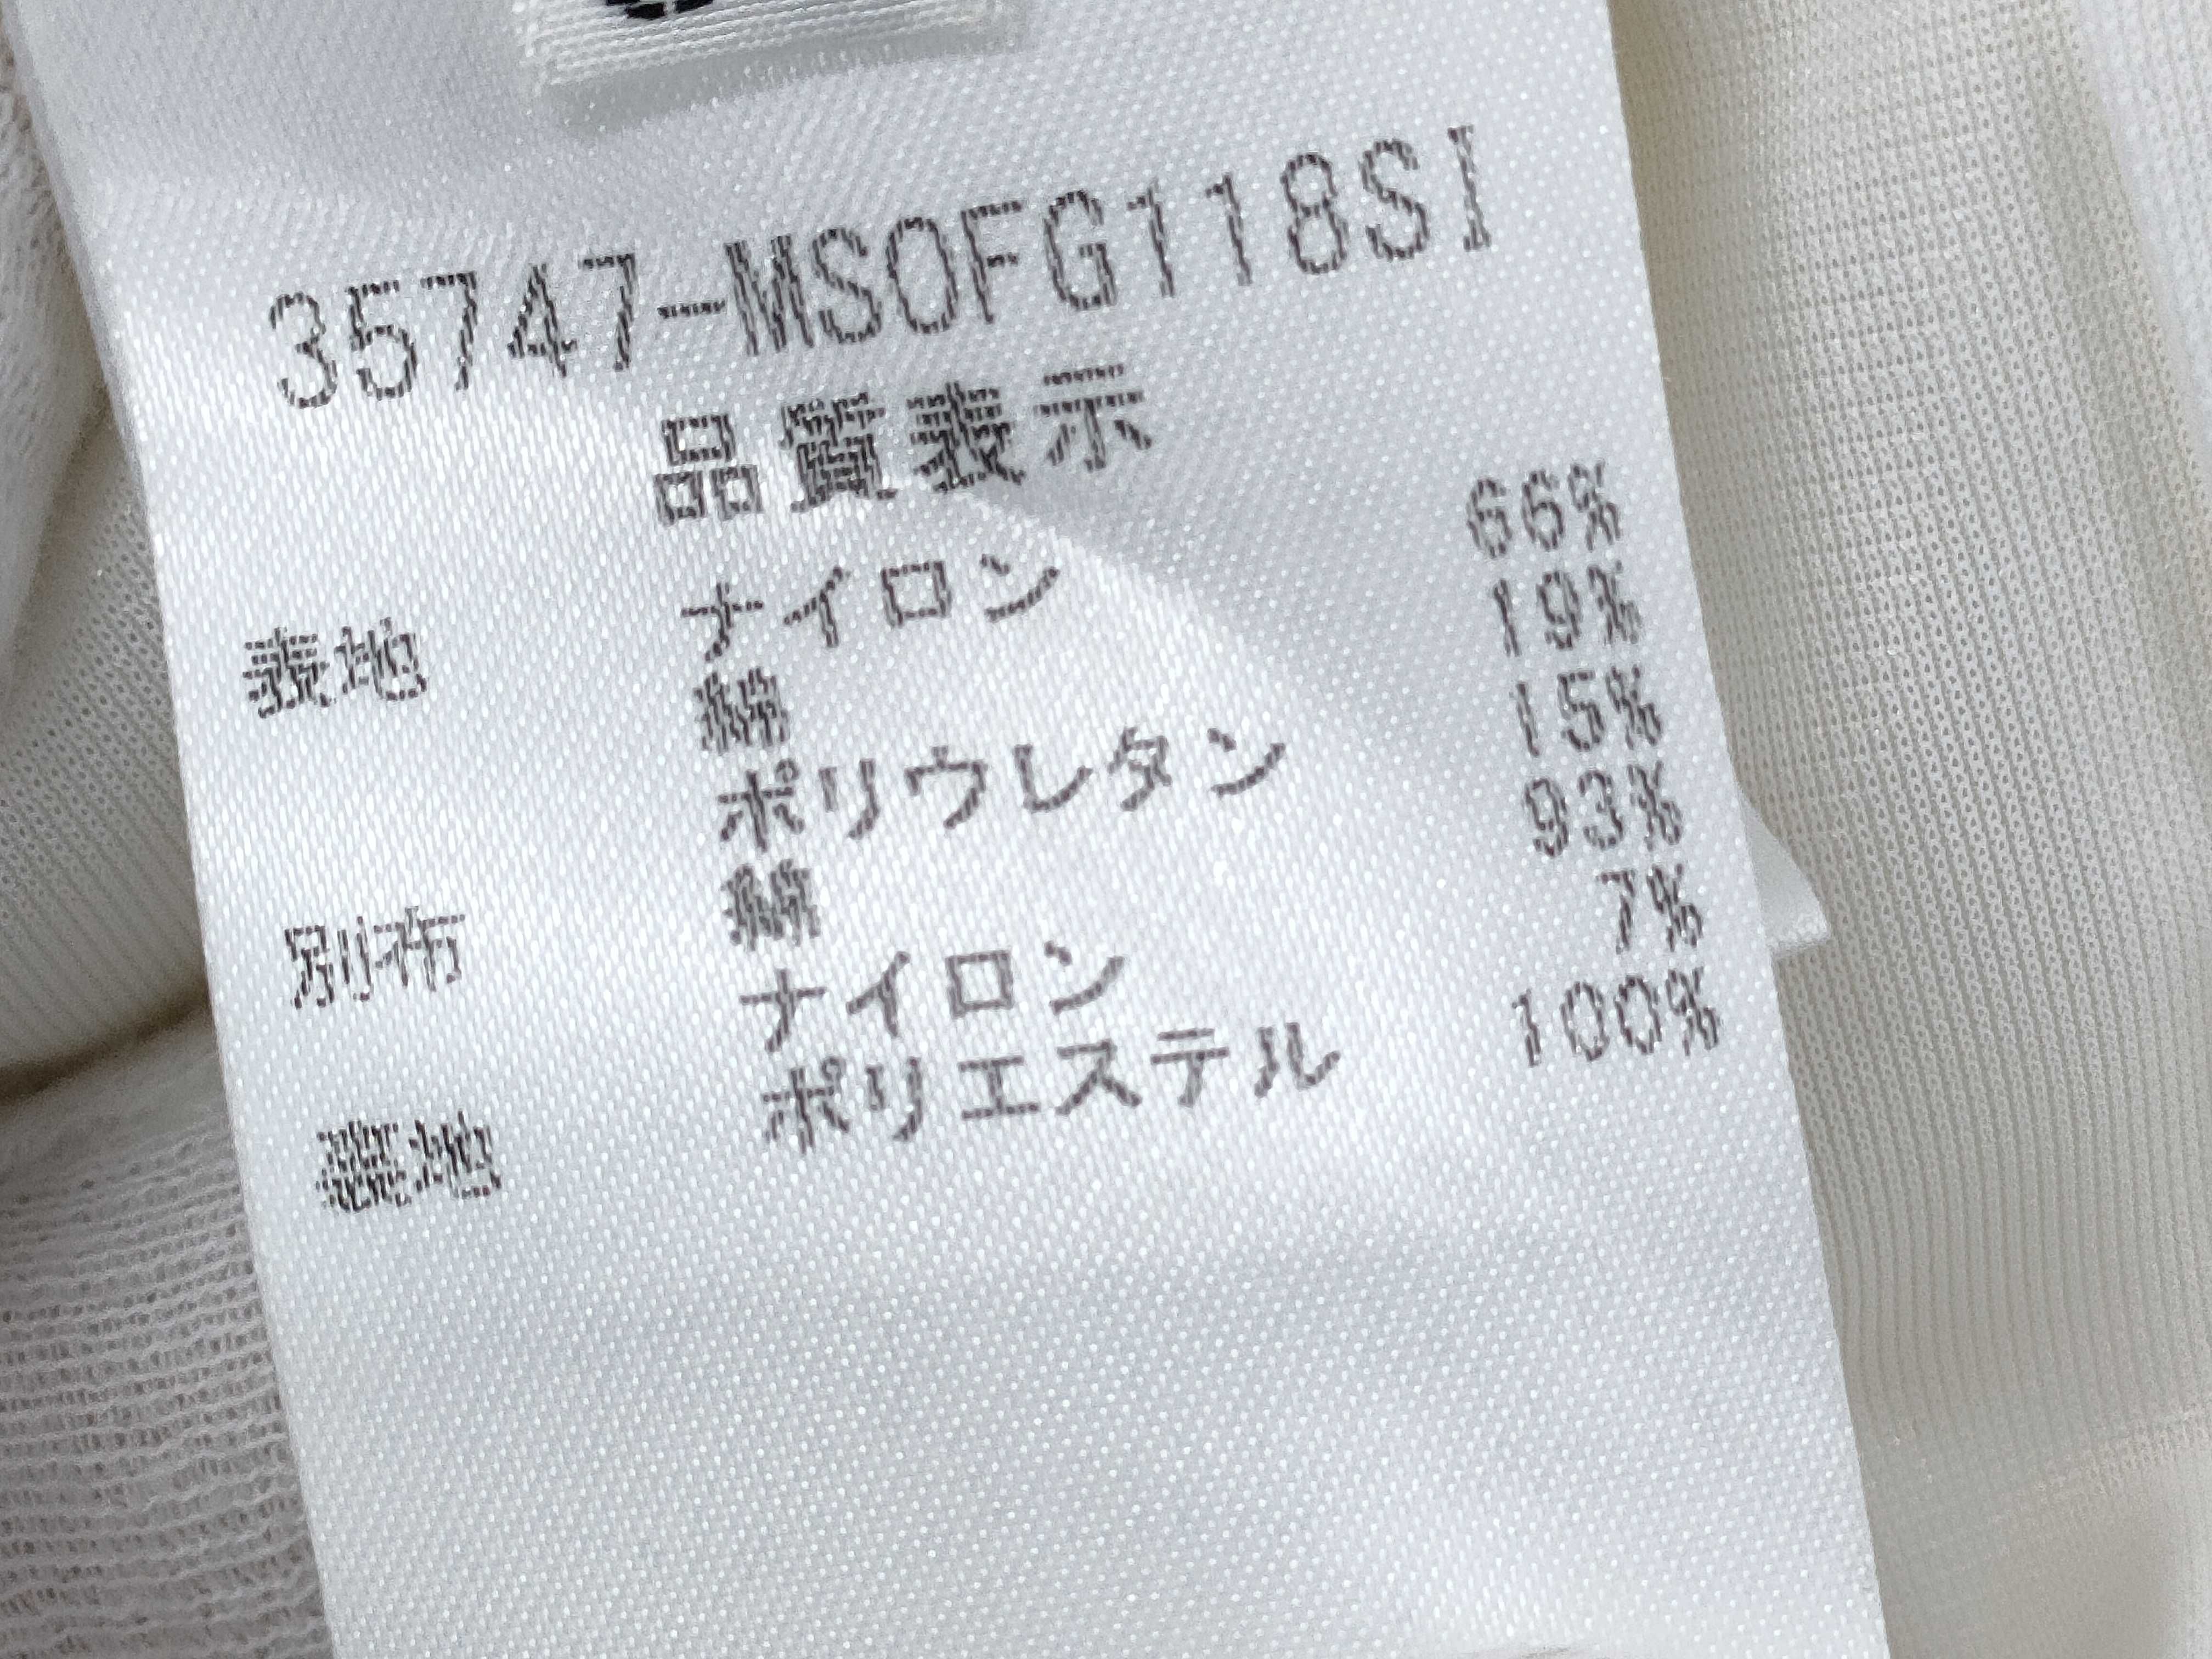 35747-MSOFG118SI
品質表示
表地 ナイロン 66%
綿 19%
ポリウレタン 15%
別布 綿 93%
ナイロン 7%
裏地 ポリエステル 100%